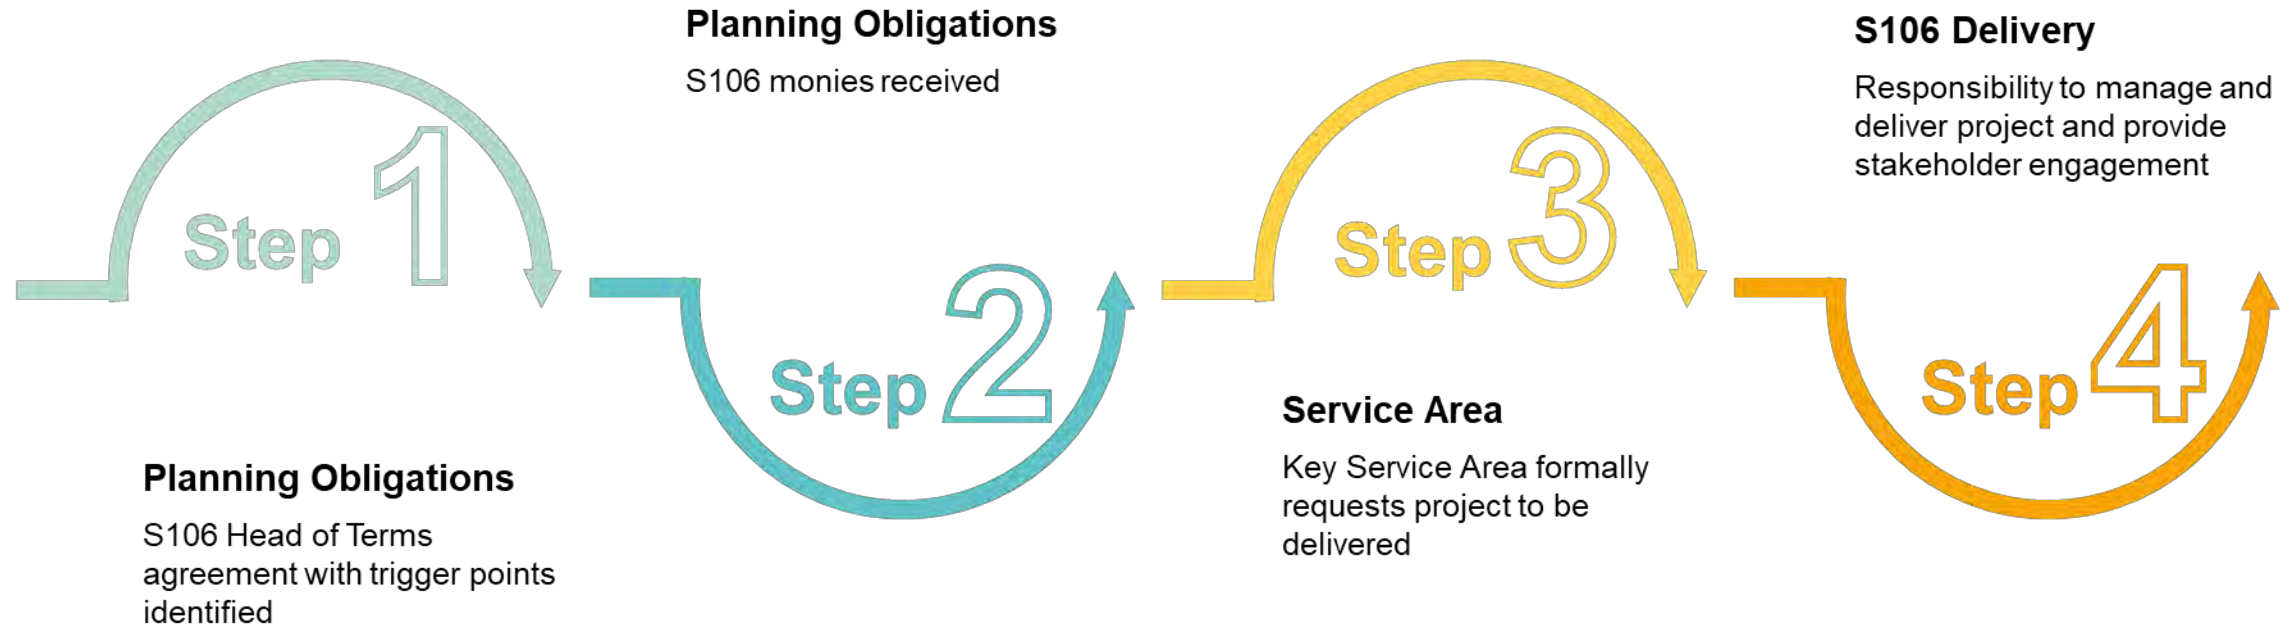 Step 1
Planning Obligations
S106 Head of Terms
agreement with trigger points
identified
Planning Obligations
S106 monies received
Step 2
Step 3
Service Area
Key Service Area formally
requests project to be
delivered
S106 Delivery
Responsibility to manage and
deliver project and provide
stakeholder engagement
Step 4